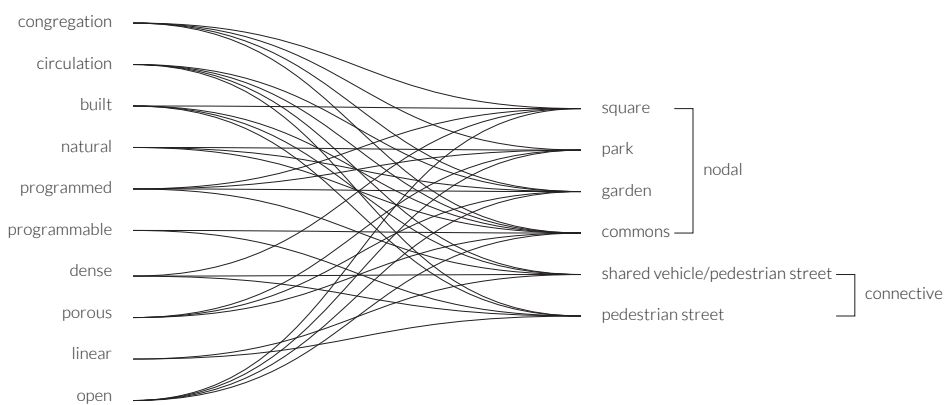 congregation
circulation
built
natural
programmed
programmable
dense
porous
linear
open
square
park
garden
commons
shared vehicle/pedestrian street
pedestrian street
nodal
connective